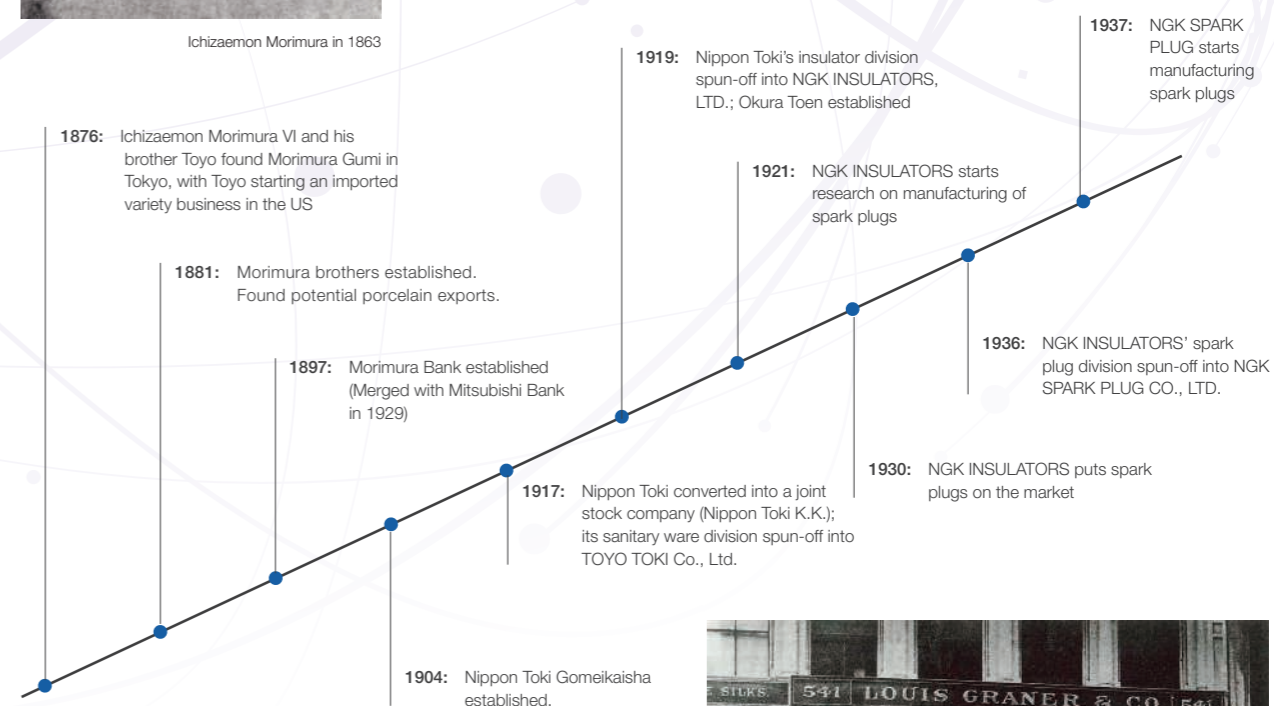 Ichizaemon Morimura in 1863
1876: Ichizaemon Morimura VI and his
brother Toyo found Morimura Gumi in
Tokyo, with Toyo starting an imported
variety business in the US
1881: Morimura brothers established.
Found potential porcelain exports.
1897: Morimura Bank established
(Merged with Mitsubishi Bank
in 1929)
1904: Nippon Toki Gomeikaisha
established.
1917: Nippon Toki converted into a joint
stock company (Nippon Toki K.K.);
its sanitary ware division spun-off into
TOYO TOKI Co., Ltd.
1919: Nippon Toki's insulator division
spun-off into NGK INSULATORS,
LTD.; Okura Toen established
1921: NGK INSULATORS starts
research on manufacturing of
spark plugs
1930: NGK INSULATORS puts spark
plugs on the market
1936: NGK INSULATORS' spark
plug division spun-off into NGK
SPARK PLUG CO., LTD.
1937: NGK SPARK
PLUG starts
manufacturing
spark plugs
SILKS. 541 LOUIS GRANER & CO 541